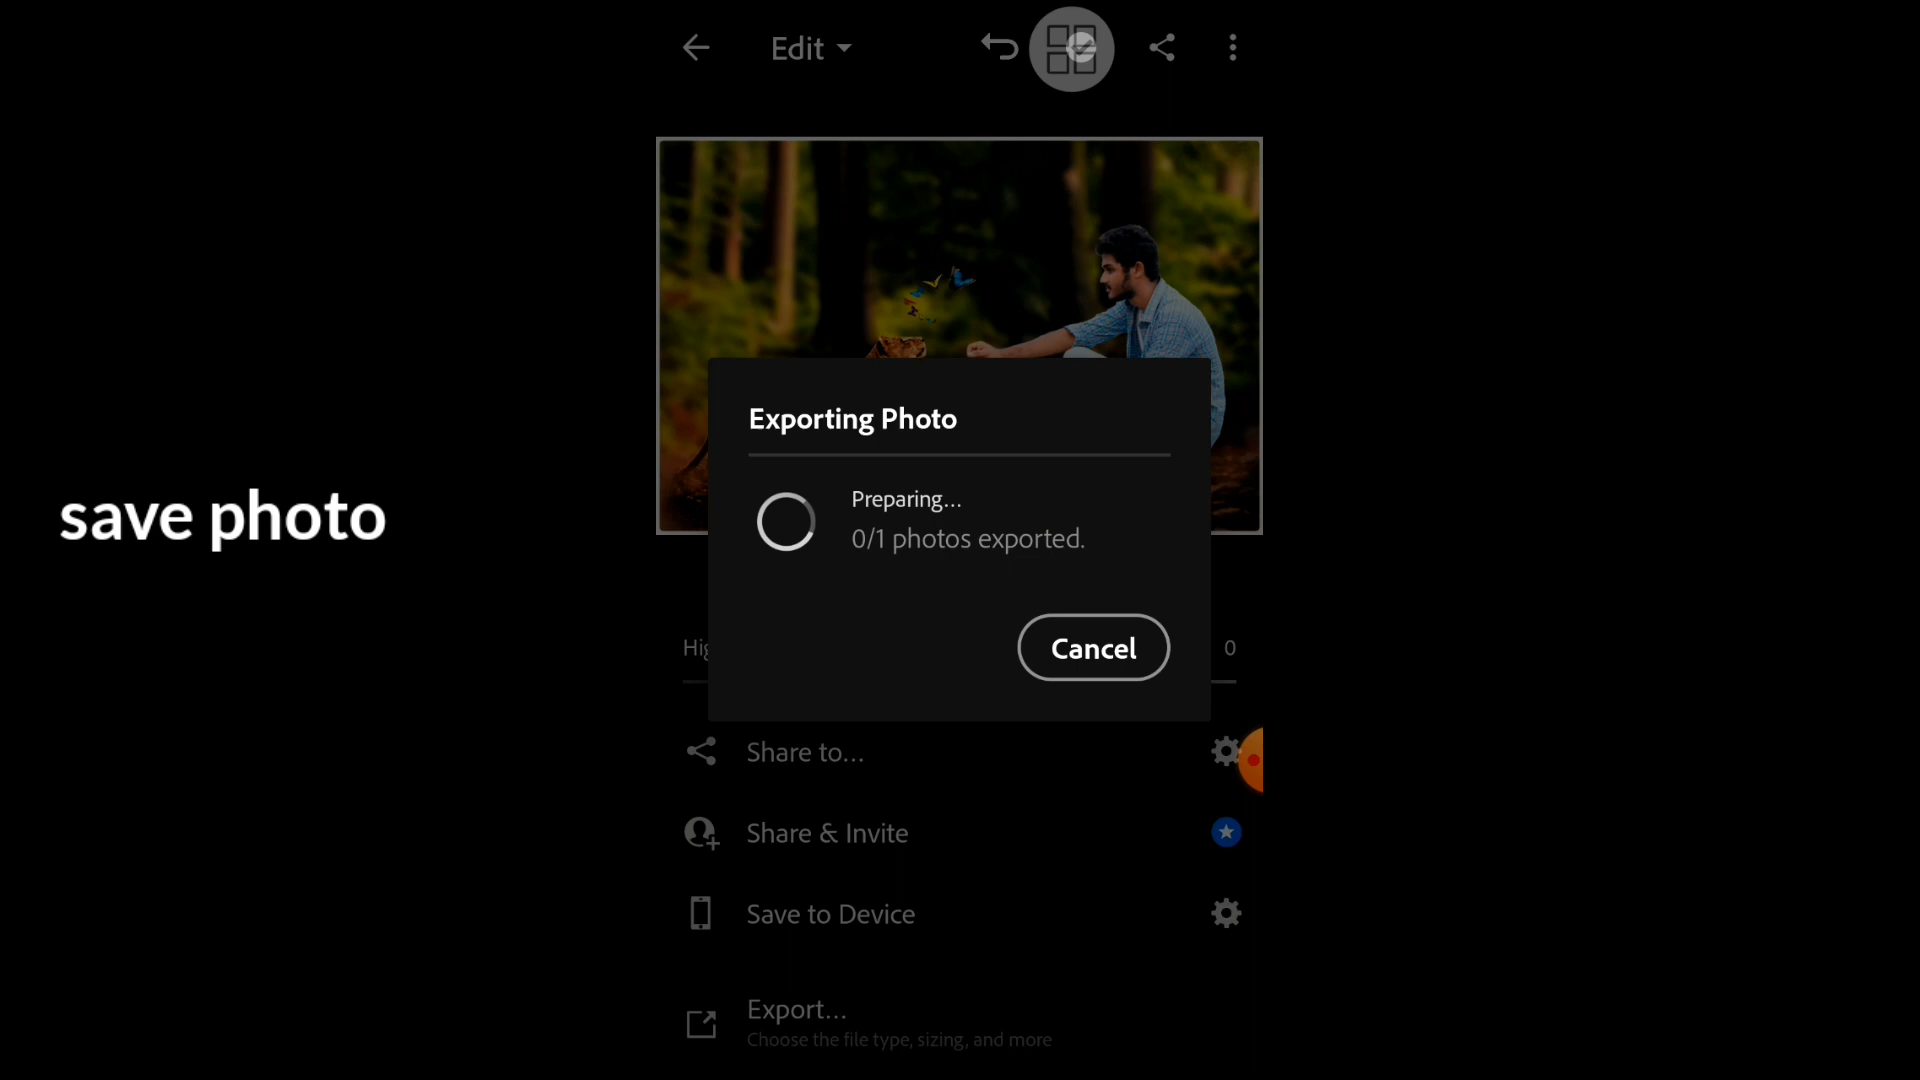 Edit
save photo
Exporting Photo
Preparing...
0/1 photos exported.
Cancel
0
Share to...
Share & Invite
Save to Device
Export...
Choose the file type, sizing, and more